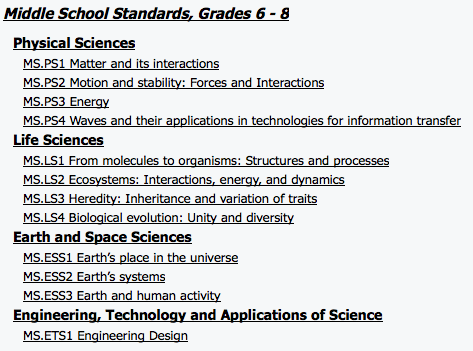 Middle School Standards, Grades 6 - 8
Physical Sciences
MS.PS1 Matter and its interactions
MS.PS2 Motion and stability: Forces and Interactions
MS.PS3 Energy
MS.PS4 Waves and their applications in technologies for information transfer
Life Sciences
MS.LS1 From molecules to organisms: Structures and processes
MS.LS2 Ecosystems: Interactions, energy, and dynamics
MS.LS3 Heredity: Inheritance and variation of traits
MS.LS4 Biological evolution: Unity and diversity
Earth and Space Sciences
MS.ESS1 Earth’s place in the universe
MS.ESS2 Earth’s systems
MS.ESS3 Earth and human activity
Engineering, Technology and Applications of Science
MS.ETS1 Engineering Design